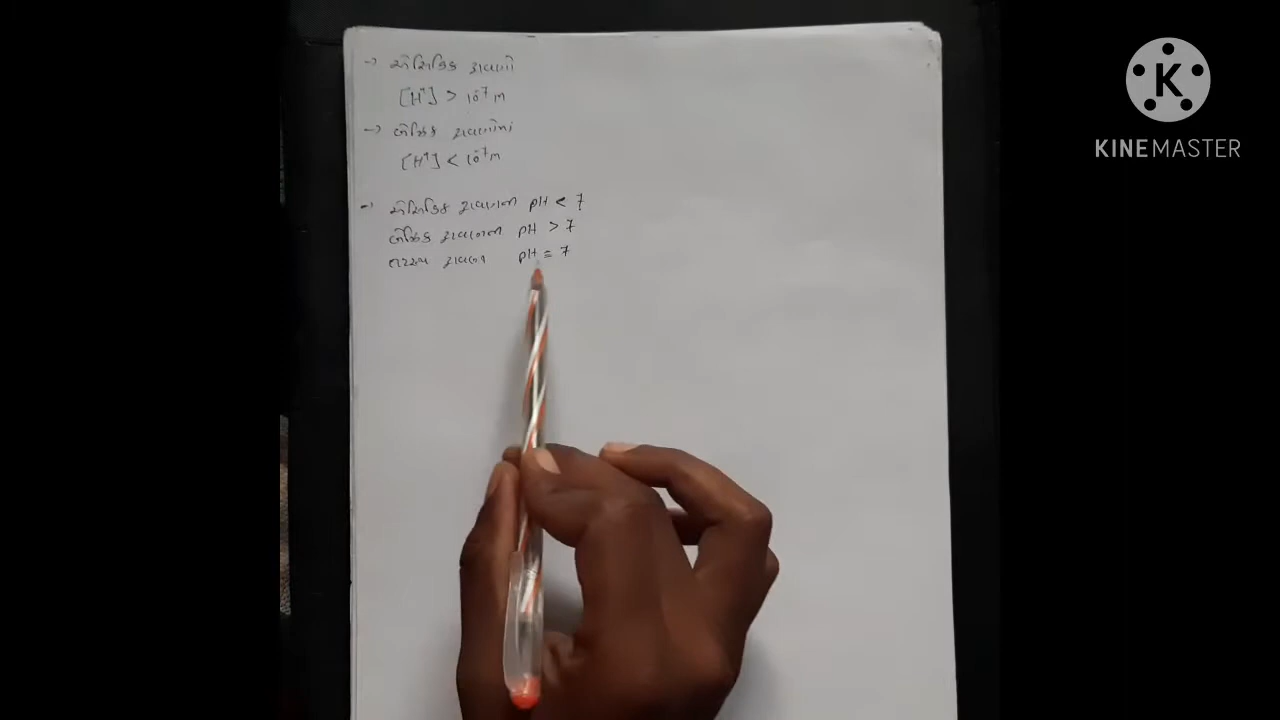 → એસિડિક દ્રાવણો
[H⁺] > 10⁻⁷ m
→ બેઝિક દ્રાવણોમાં
[H⁺] < 10⁻⁷ m
→ એસિડિક દ્રાવણની pH < 7
બેઝિક દ્રાવણની pH > 7
તટસ્થ દ્રાવણ pH = 7
K
KINEMASTER